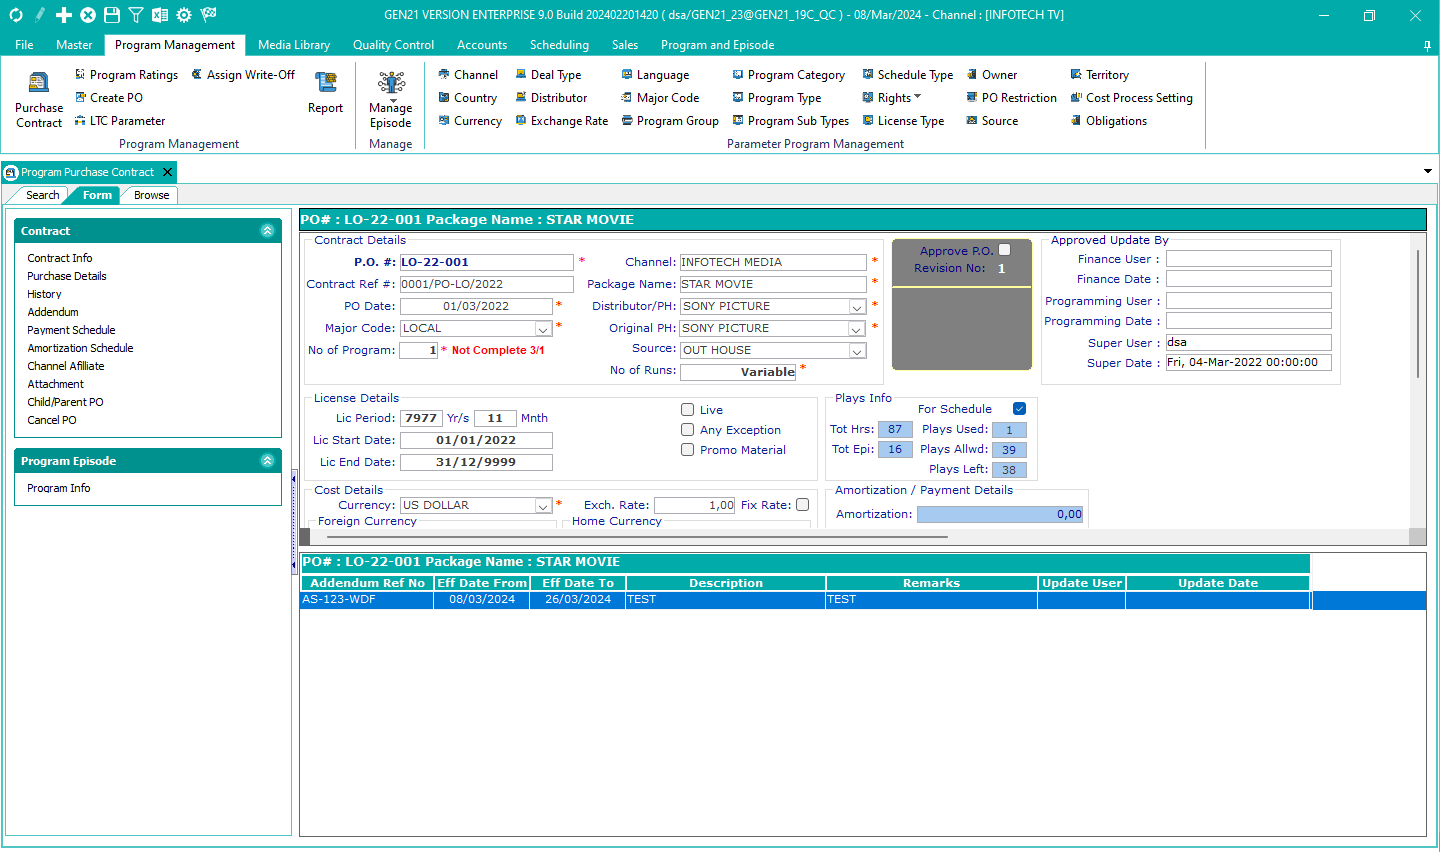 GEN21 VERSION ENTERPRISE 9.0 Build 202402201420 ( dsa/GEN21_23@GEN21_19C_QC ) - 08/Mar/2024 - Channel : [INFOTECH TV]
File Master Program Management Media Library Quality Control Accounts Scheduling Sales Program and Episode
Purchase Contract
Program Ratings
Create PO
LTC Parameter
Assign Write-Off
Report
Program Management
Manage Episode
Manage
Channel
Country
Currency
Deal Type
Distributor
Exchange Rate
Language
Major Code
Program Group
Program Category
Program Type
Program Sub Types
Schedule Type
Rights
License Type
Owner
PO Restriction
Source
Territory
Cost Process Setting
Obligations
Parameter Program Management
Program Purchase Contract
Search Form Browse
Contract
Contract Info
Purchase Details
History
Addendum
Payment Schedule
Amortization Schedule
Channel Afilliate
Attachment
Child/Parent PO
Cancel PO
Program Episode
Program Info
PO# : LO-22-001 Package Name : STAR MOVIE
Contract Details
P.O. #: LO-22-001 *
Contract Ref #: 0001/PO-LO/2022
PO Date: 01/03/2022 *
Major Code: LOCAL *
No of Program: 1 * Not Complete 3/1
Channel: INFOTECH MEDIA *
Package Name: STAR MOVIE *
Distributor/PH: SONY PICTURE *
Original PH: SONY PICTURE *
Source: OUT HOUSE
No of Runs: Variable *
Approve P.O.
Revision No: 1
Approved Update By
Finance User :
Finance Date :
Programming User :
Programming Date :
Super User : dsa
Super Date : Fri, 04-Mar-2022 00:00:00
License Details
Lic Period: 7977 Yr/s 11 Mnth
Lic Start Date: 01/01/2022
Lic End Date: 31/12/9999
Live
Any Exception
Promo Material
Plays Info
For Schedule
Tot Hrs: 87 Plays Used: 1
Tot Epi: 16 Plays Allwd: 39
Plays Left: 38
Cost Details
Currency: US DOLLAR * Exch. Rate: 1,00 Fix Rate:
Foreign Currency Home Currency
Amortization / Payment Details
Amortization: 0,00
PO# : LO-22-001 Package Name : STAR MOVIE
Addendum Ref No Eff Date From Eff Date To Description Remarks Update User Update Date
AS-123-WDF 08/03/2024 26/03/2024 TEST TEST